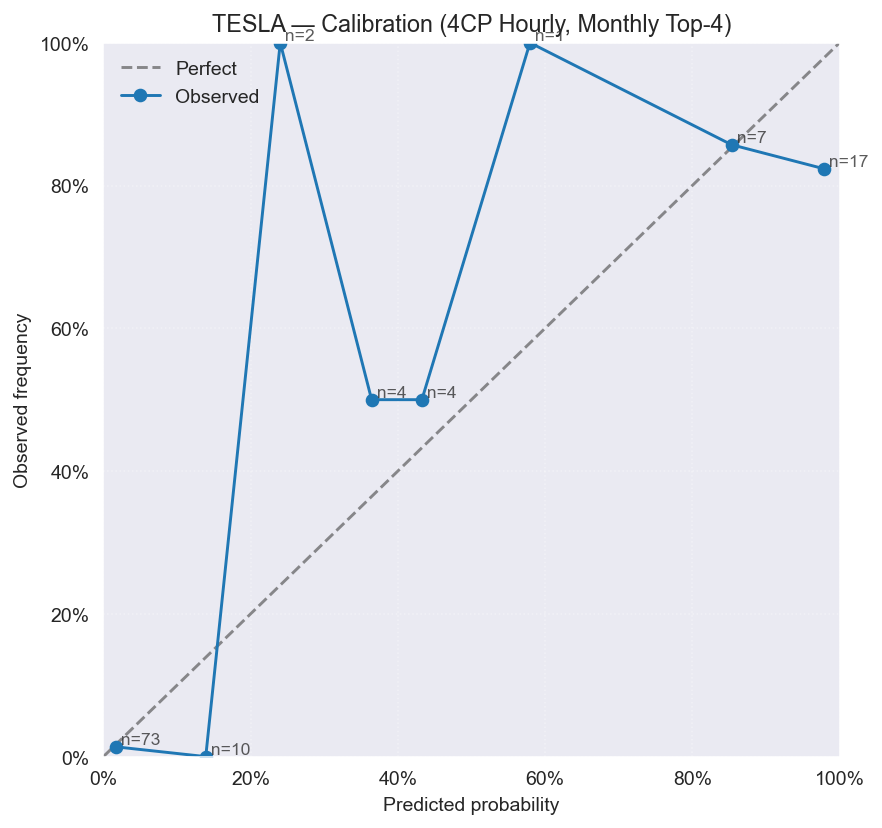 TESLA — Calibration (4CP Hourly, Monthly Top-4)
100%
80%
60%
40%
20%
0%
Observed frequency
Perfect
Observed
n=2
n=1
n=7
n=17
n=4
n=4
n=73
n=10
0%
20%
40%
60%
80%
100%
Predicted probability